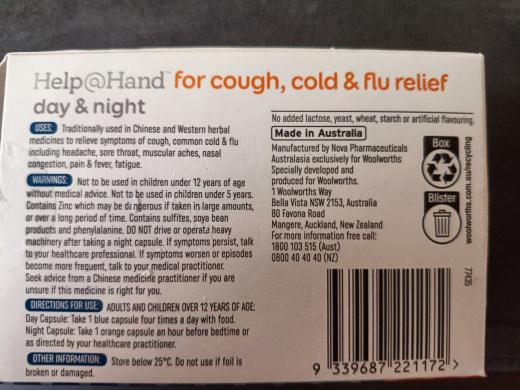 Help@Hand™ for cough, cold & flu relief
day & night
USES: Traditionally used in Chinese and Western herbal
medicines to relieve symptoms of cough, common cold & flu
including headache, sore throat, muscular aches, nasal
congestion, pain & fever, fatigue.
WARNINGS: Not to be used in children under 12 years of age
without medical advice. Not to be used in children under 5 years.
Contains Zinc which may be dangerous if taken in large amounts,
or over a long period of time. Contains sulfites, soya bean
products and phenylalanine. DO NOT drive or operate heavy
machinery after taking a night capsule. If symptoms persist, talk
to your healthcare professional. If symptoms worsen or episodes
become more frequent, talk to your medical practitioner.
Seek advice from a Chinese medicine practitioner if you are
unsure if this medicine is right for you.
DIRECTIONS FOR USE: ADULTS AND CHILDREN OVER 12 YEARS OF AGE:
Day Capsule: Take 1 blue capsule four times a day with food.
Night Capsule: Take 1 orange capsule an hour before bedtime or
as directed by your healthcare practitioner.
OTHER INFORMATION: Store below 25°C. Do not use if foil is
broken or damaged.
No added lactose, yeast, wheat, starch or artificial flavouring.
Made in Australia
Manufactured by Nova Pharmaceuticals
Australasia exclusively for Woolworths
Specially developed and
produced for Woolworths.
1 Woolworths Way
Bella Vista NSW 2153, Australia
80 Favona Road
Mangere, Auckland, New Zealand
For more information free call:
1800 103 515 (Aust)
0800 40 40 40 (NZ)
Box
Blister
woolworths.com.au/recycling
77435
9 339687 221172 >